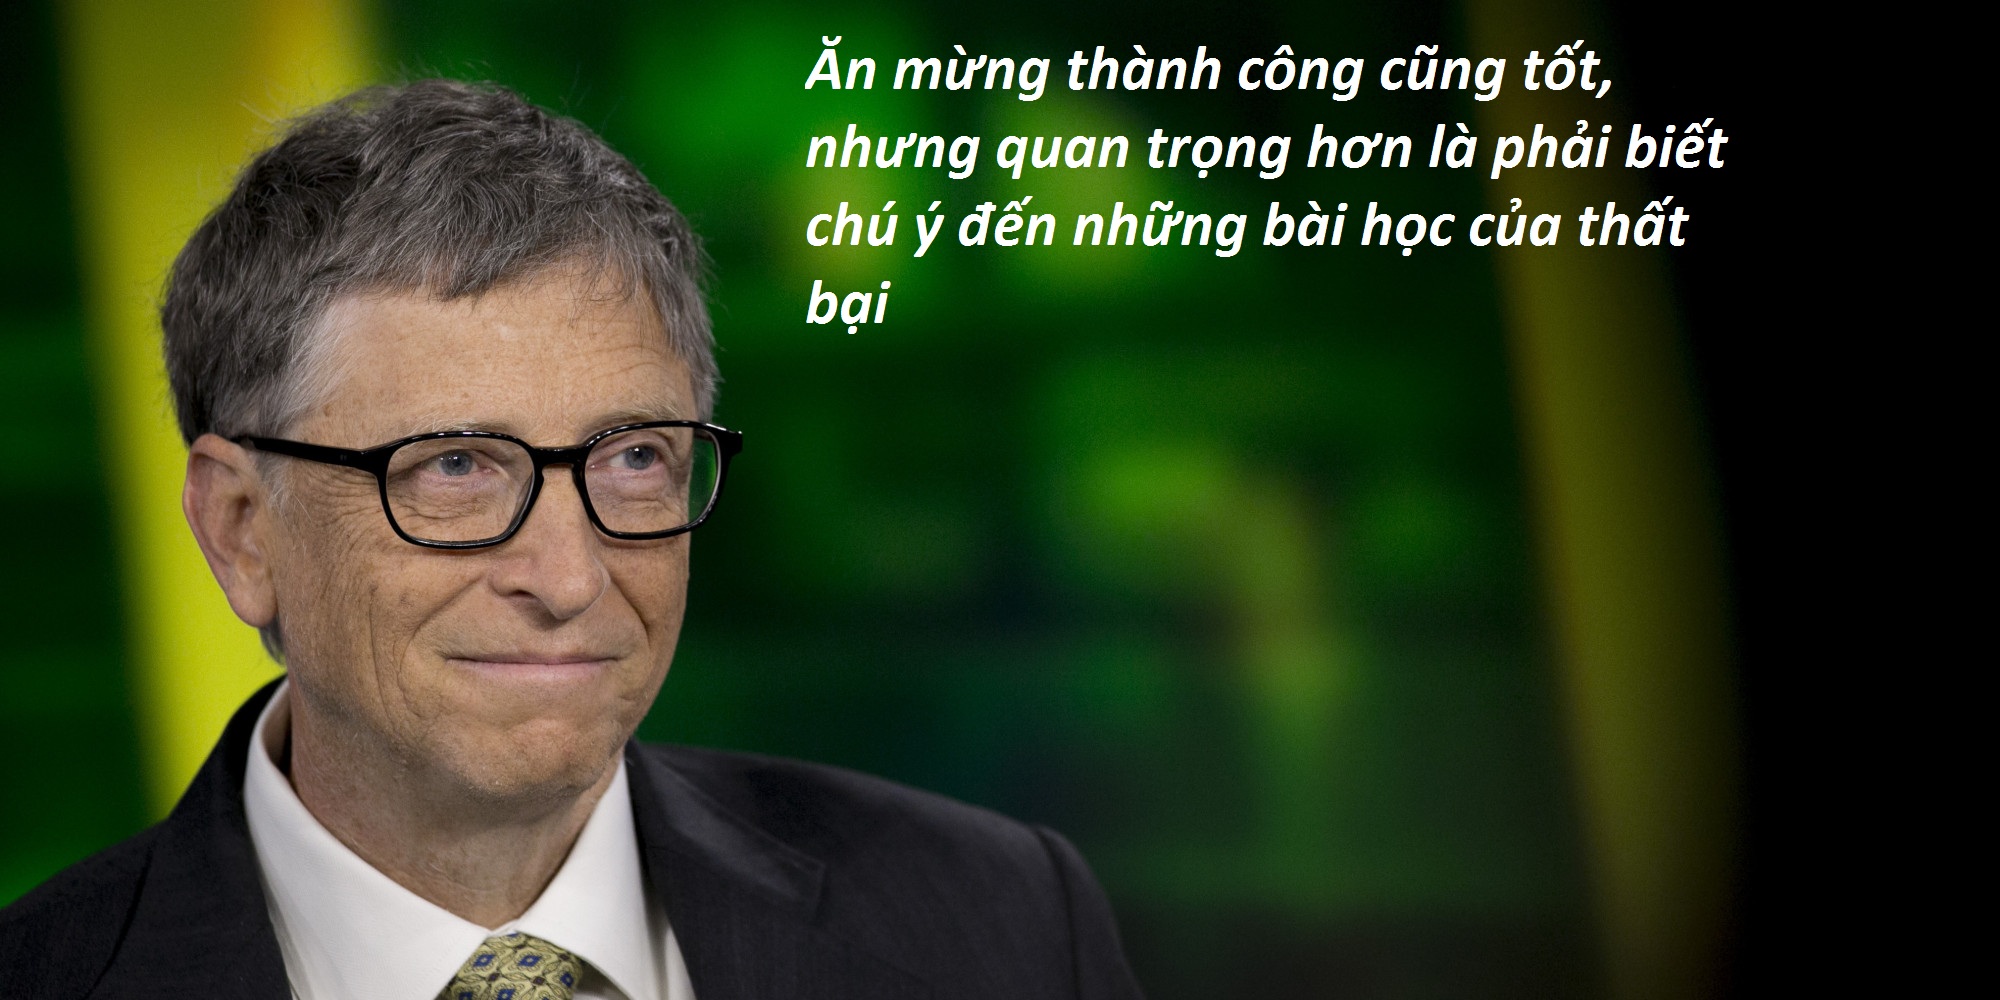 Ăn mừng thành công cũng tốt,
nhưng quan trọng hơn là phải biết
chú ý đến những bài học của thất
bại